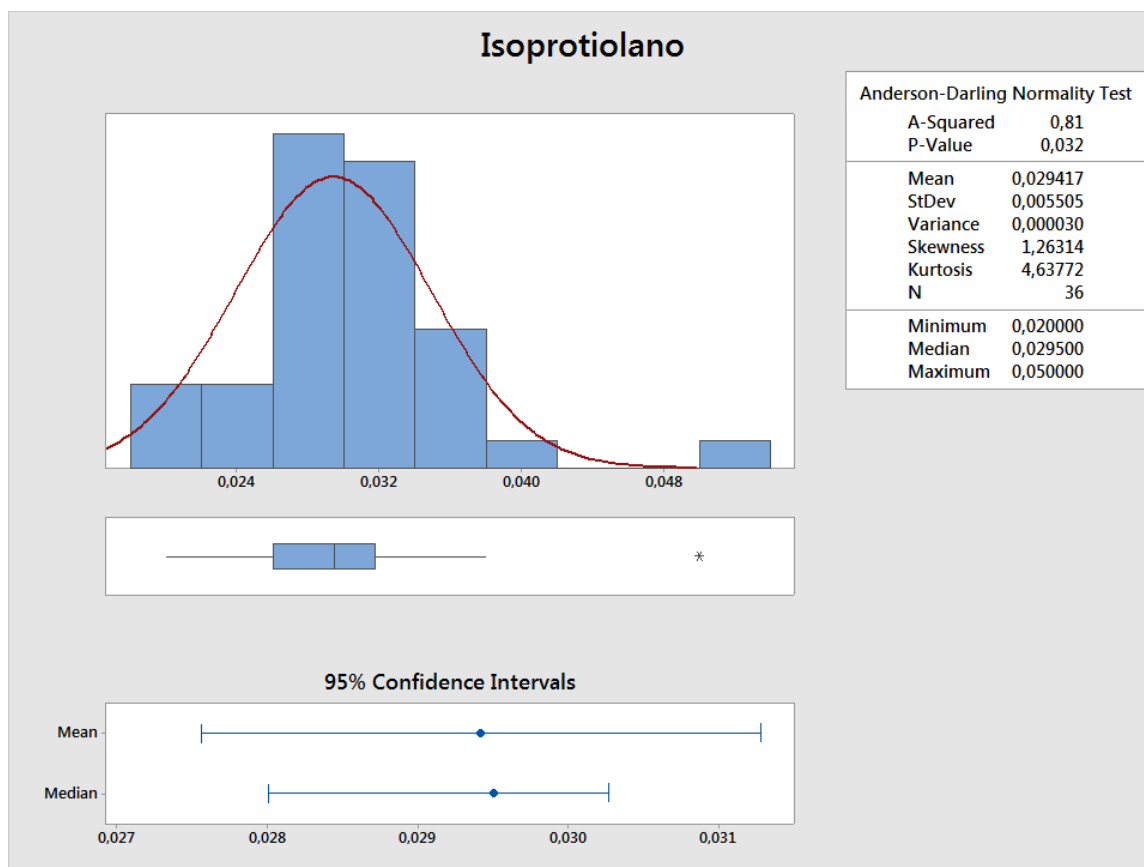 Isoprotiolano
Anderson-Darling Normality Test
A-Squared 0,81
P-Value 0,032
Mean 0,029417
StDev 0,005505
Variance 0,000030
Skewness 1,26314
Kurtosis 4,63772
N 36
Minimum 0,020000
Median 0,029500
Maximum 0,050000
0,024 0,032 0,040 0,048
*
95% Confidence Intervals
Mean
Median
0,027 0,028 0,029 0,030 0,031